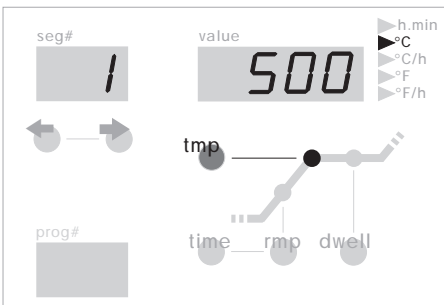 seg#
value
h.min
°C
°C/h
°F
°F/h
1
500
tmp
prog#
time
rmp
dwell